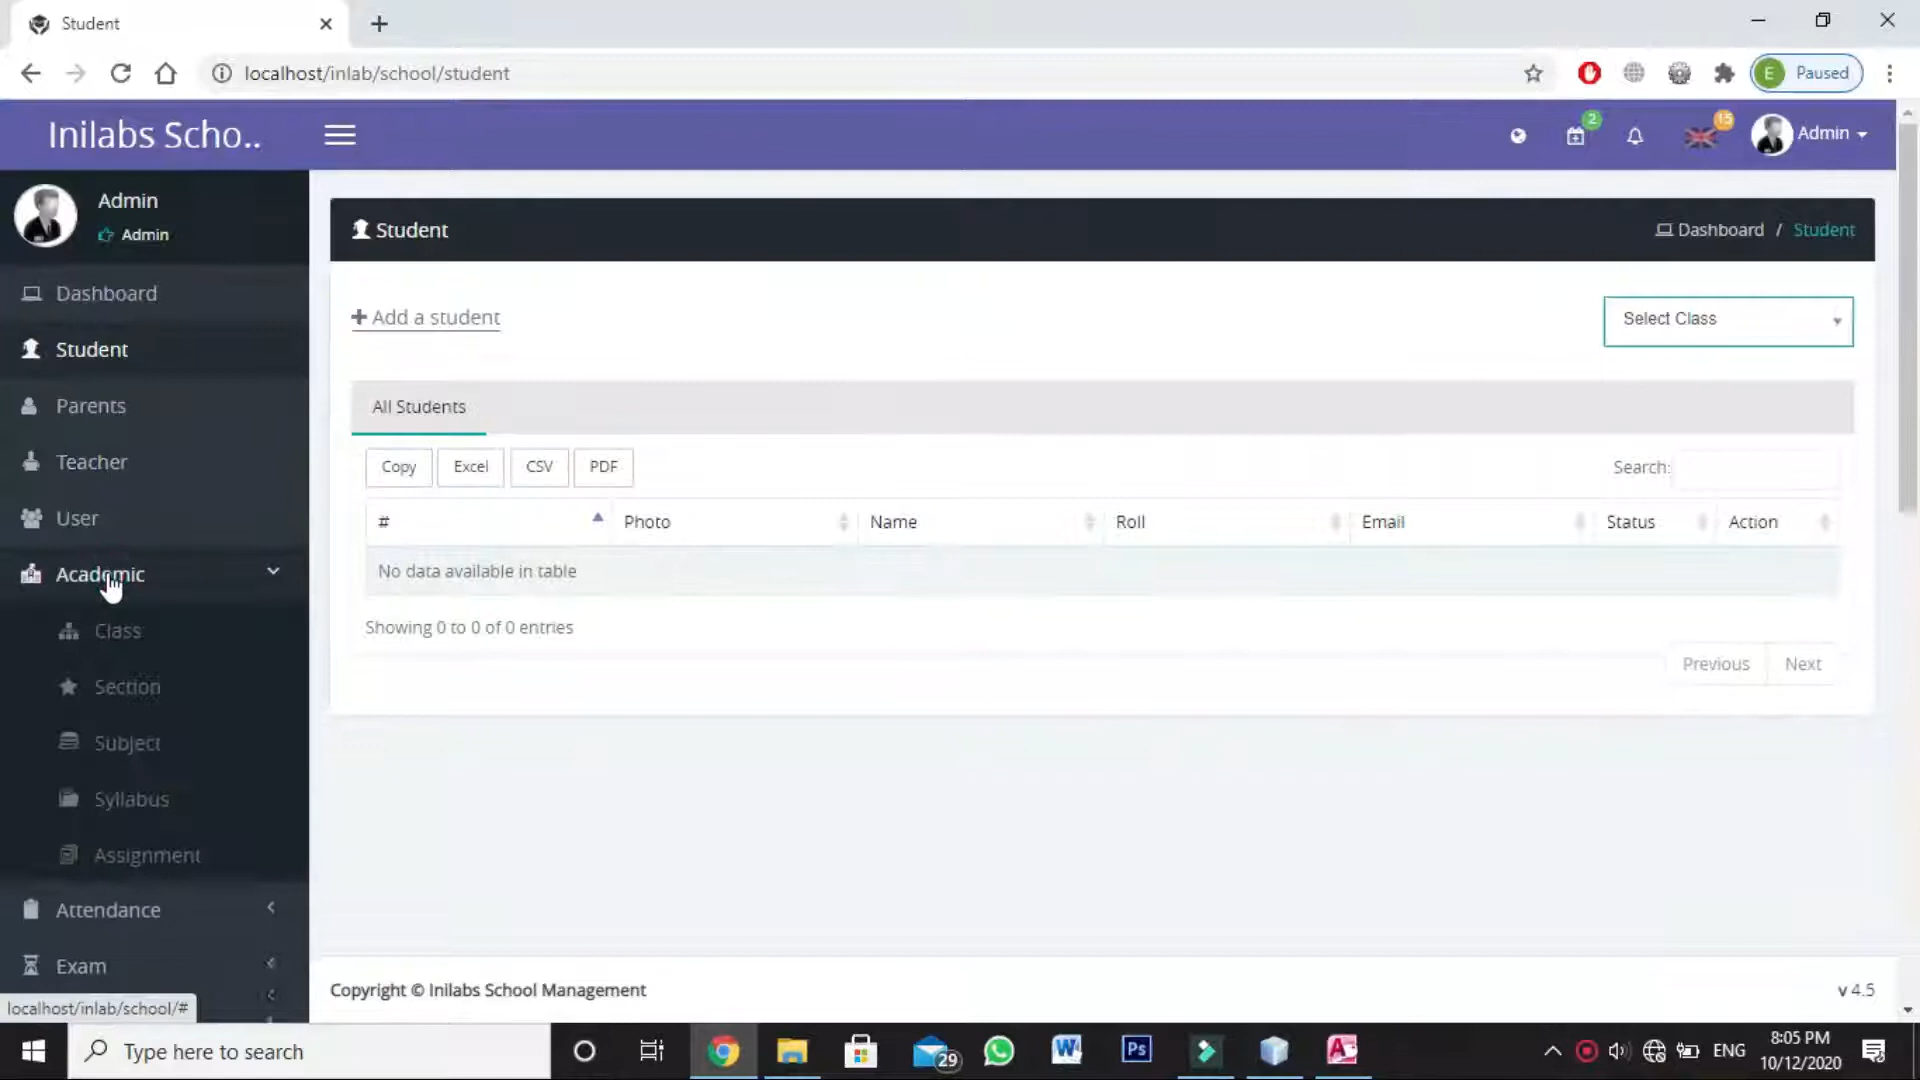 Student
localhost/inlab/school/student
E Paused
Inilabs Scho..
2
15
Admin
Admin
Admin
Dashboard
Student
Parents
Teacher
User
Academic
Class
Section
Subject
Syllabus
Assignment
Attendance
Exam
localhost/inlab/school/#
Student
Dashboard / Student
Add a student
Select Class
All Students
Copy Excel CSV PDF
Search:
# Photo Name Roll Email Status Action
No data available in table
Showing 0 to 0 of 0 entries
Previous Next
Copyright © Inilabs School Management
v 4.5
Type here to search
29
W
Ps
A
ENG
8:05 PM
10/12/2020